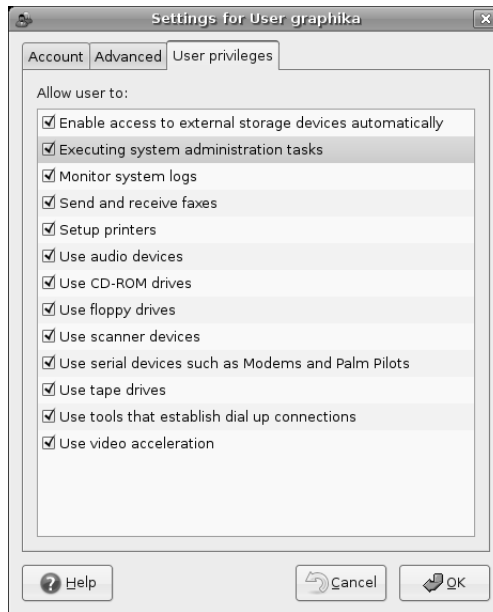 Settings for User graphika
Account Advanced User privileges
Allow user to:
Enable access to external storage devices automatically
Executing system administration tasks
Monitor system logs
Send and receive faxes
Setup printers
Use audio devices
Use CD-ROM drives
Use floppy drives
Use scanner devices
Use serial devices such as Modems and Palm Pilots
Use tape drives
Use tools that establish dial up connections
Use video acceleration
Help Cancel OK